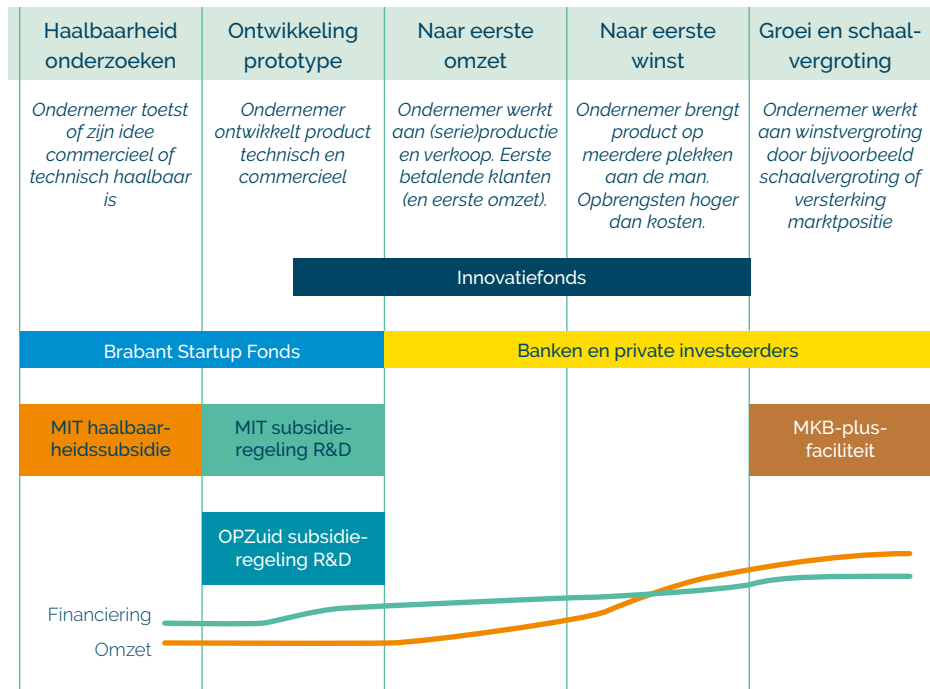 Haalbaarheid
onderzoeken
Ontwikkeling
prototype
Naar eerste
omzet
Naar eerste
winst
Groei en schaal-
vergroting
Ondernemer toetst
of zijn idee
commercieel of
technisch haalbaar
is
Ondernemer
ontwikkelt product
technisch en
commercieel
Ondernemer werkt
aan (serie)productie
en verkoop. Eerste
betalende klanten
(en eerste omzet).
Ondernemer brengt
product op
meerdere plekken
aan de man.
Opbrengsten hoger
dan kosten.
Ondernemer werkt
aan winstvergroting
door bijvoorbeeld
schaalvergroting of
versterking
marktpositie
Innovatiefonds
Brabant Startup Fonds
Banken en private investeerders
MIT haalbaar-
heidssubsidie
MIT subsidie-
regeling R&D
MKB-plus-
faciliteit
OPZuid subsidie-
regeling R&D
Financiering
Omzet